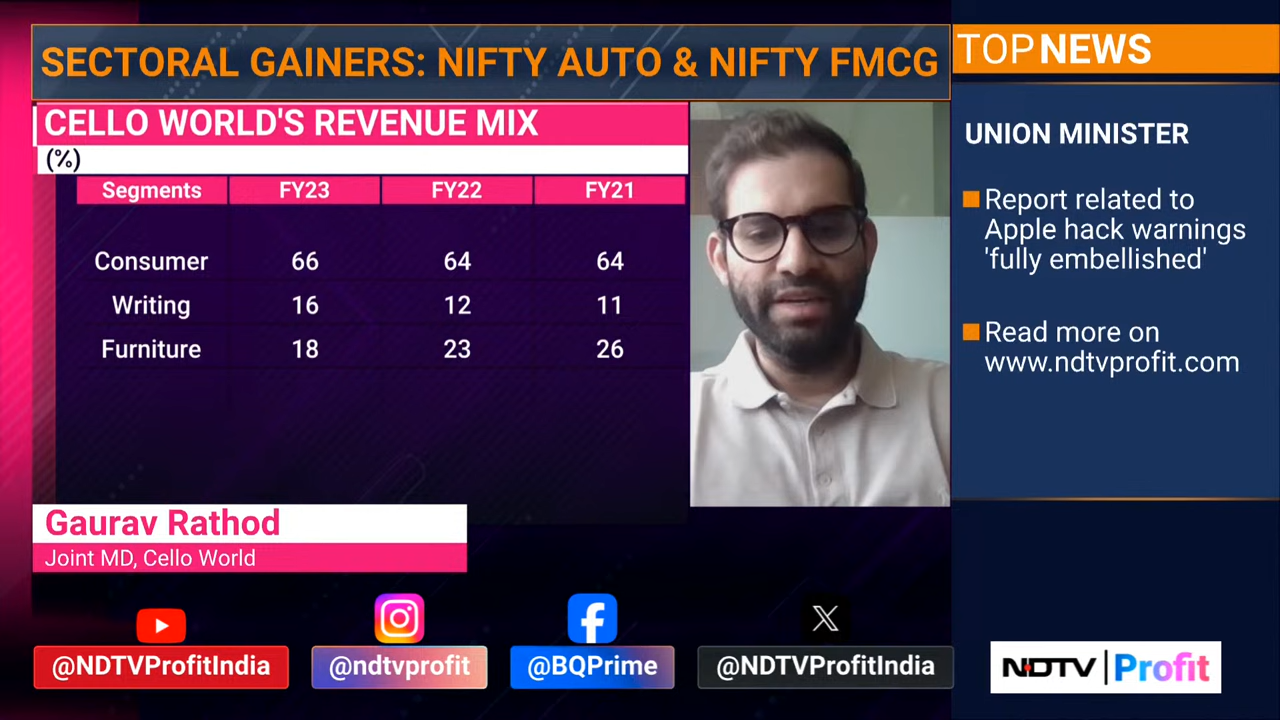 SECTORAL GAINERS: NIFTY AUTO & NIFTY FMCG
CELLO WORLD'S REVENUE MIX
(%)
Segments FY23 FY22 FY21
Consumer 66 64 64
Writing 16 12 11
Furniture 18 23 26
Gaurav Rathod
Joint MD, Cello World
TOP NEWS
UNION MINISTER
Report related to
Apple hack warnings
'fully embellished'
Read more on
www.ndtvprofit.com
@NDTVProfitIndia
@ndtvprofit
@BQPrime
@NDTVProfitIndia
NDTV | Profit